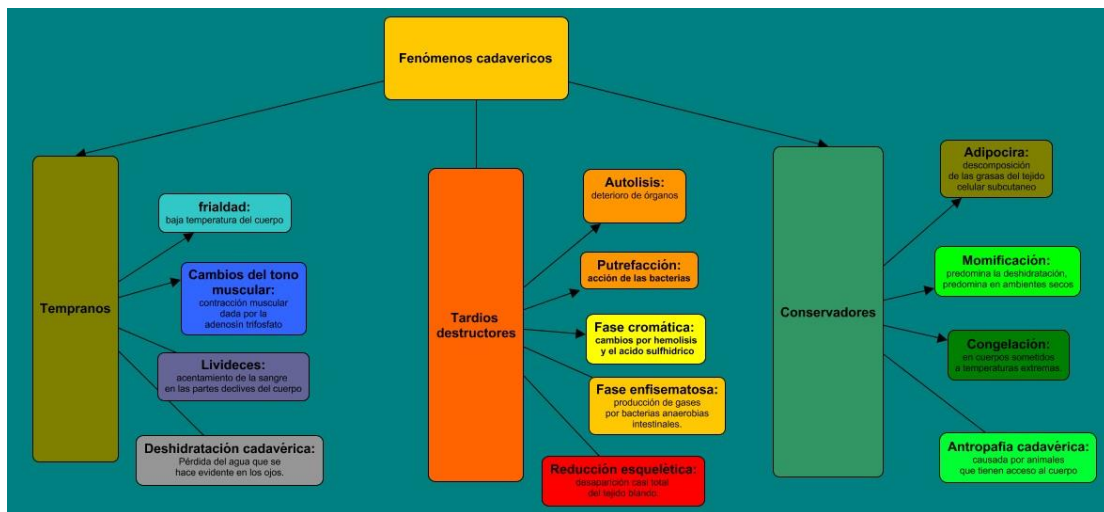 Fenómenos cadavericos
Tempranos
frialdad:
baja temperatura del cuerpo
Cambios del tono
muscular:
contracción muscular
dada por la
adenosin trifosfato
Livideces:
acentamiento de la sangre
en las partes declives del cuerpo
Deshidratación cadavèrica:
Pérdida del agua que se
hace evidente en los ojos.
Tardios
destructores
Autolisis:
deterioro de órganos
Putrefacción:
acción de las bacterias
Fase cromática:
cambios por hemolisis
y el acido sulfhidrico
Fase enfisematosa:
producción de gases
por bacterias anaerobias
intestinales.
Reducciòn esquelètica:
desaparición casi total
del tejido blando.
Conservadores
Adipocira:
descomposición
de las grasas del tejido
celular subcutaneo
Momificación:
predomina la deshidratación,
predomina en ambientes secos
Congelación:
en cuerpos sometidos
a temperaturas extremas.
Antropafia cadavèrica:
causada por animales
que tienen acceso al cuerpo